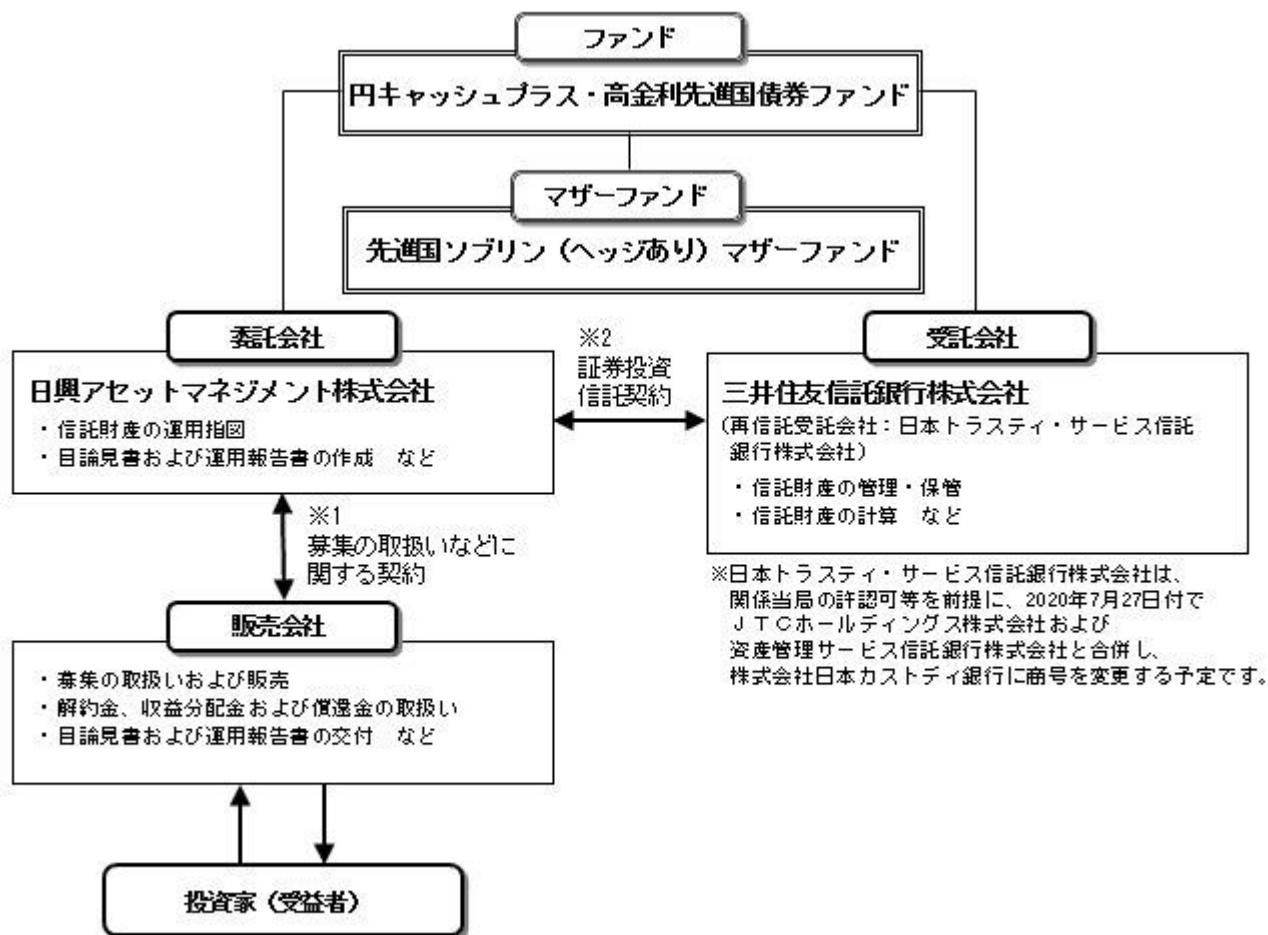 ファンド
円キャッシュプラス・高金利先進国債券ファンド
マザーファンド
先進国ソブリン（ヘッジあり）マザーファンド
委託会社
日興アセットマネジメント株式会社
・信託財産の運用指図
・目論見書および運用報告書の作成　など
※2
証券投資
信託契約
受託会社
三井住友信託銀行株式会社
（再信託受託会社：日本トラスティ・サービス信託
銀行株式会社）
・信託財産の管理・保管
・信託財産の計算　など
※1
募集の取扱いなどに
関する契約
※日本トラスティ・サービス信託銀行株式会社は、
関係当局の許認可等を前提に、2020年7月27日付で
ＪＴＣホールディングス株式会社および
資産管理サービス信託銀行株式会社と合併し、
株式会社日本カストディ銀行に商号を変更する予定です。
販売会社
・募集の取扱いおよび販売
・解約金、収益分配金および償還金の取扱い
・目論見書および運用報告書の交付　など
投資家（受益者）